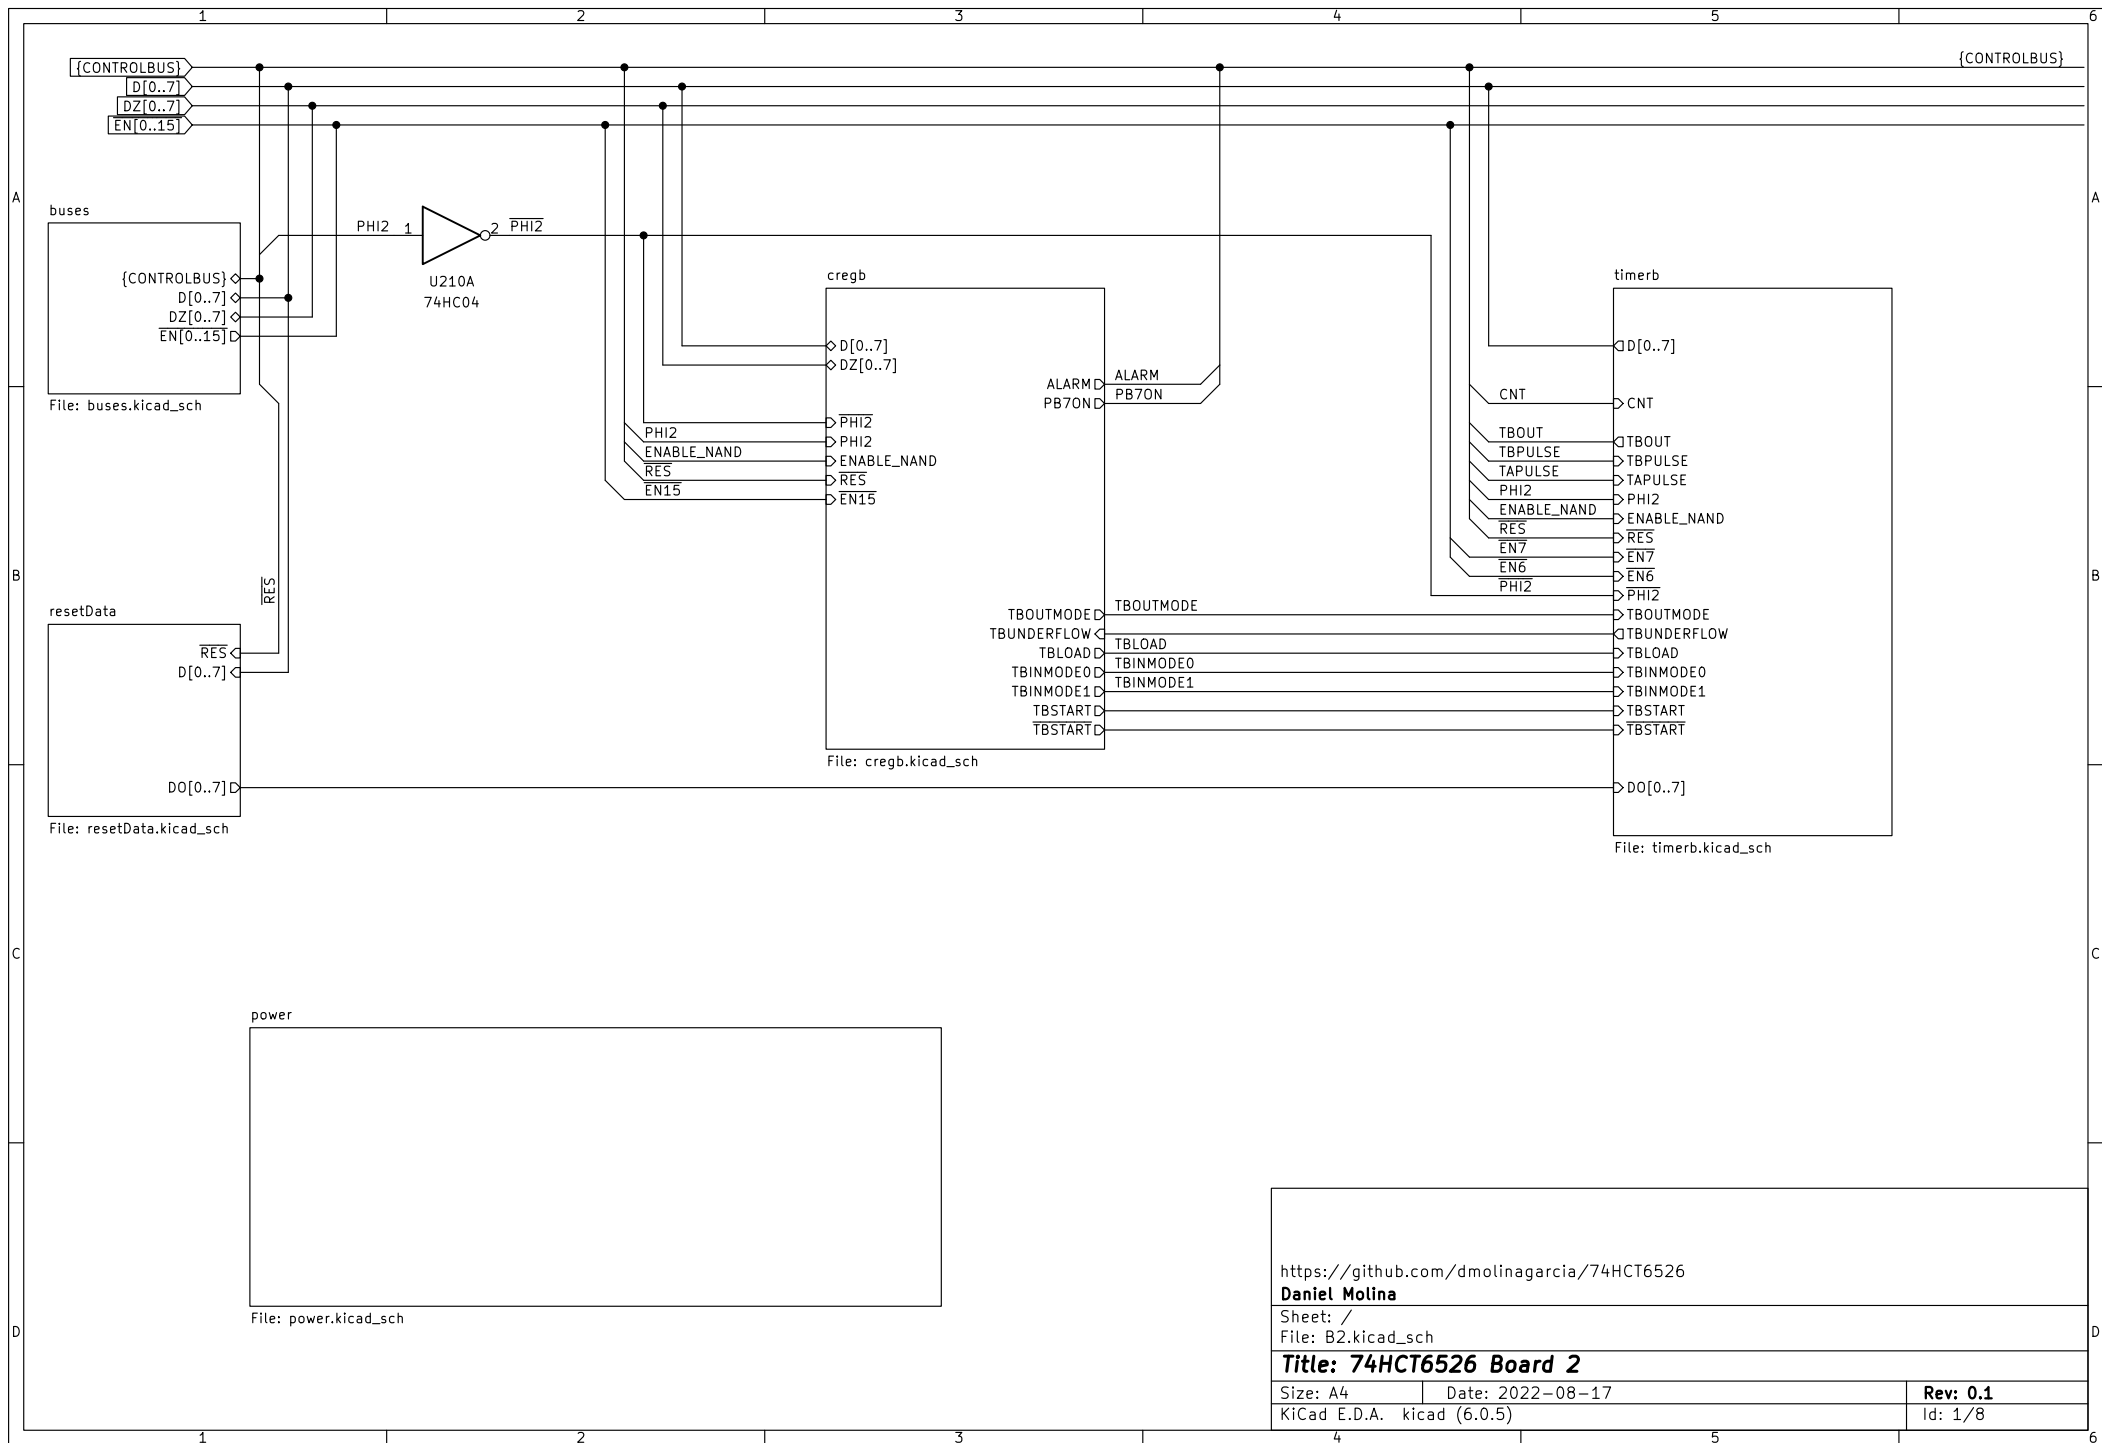 1 2 3 4 5 6
{CONTROLBUS} {CONTROLBUS}
D[0..7]
DZ[0..7]
EN[0..15]
A A
buses
{CONTROLBUS}
D[0..7]
DZ[0..7]
EN[0..15]
File: buses.kicad_sch
PHI2 1 2 PHI2
U210A
74HC04
cregb
D[0..7]
DZ[0..7]
ALARM ALARM
PB7ON PB7ON
PHI2
PHI2 PHI2
ENABLE_NAND ENABLE_NAND
RES RES
EN15 EN15
TBOUTMODE TBOUTMODE
TBUNDERFLOW
TBLOAD TBLOAD
TBINMODE0 TBINMODE0
TBINMODE1 TBINMODE1
TBSTART
TBSTART
File: cregb.kicad_sch
timerb
D[0..7]
CNT CNT
TBOUT TBOUT
TBPULSE TBPULSE
TAPULSE TAPULSE
PHI2 PHI2
ENABLE_NAND ENABLE_NAND
RES RES
EN7 EN7
EN6 EN6
PHI2 PHI2
TBOUTMODE
TBUNDERFLOW
TBLOAD
TBINMODE0
TBINMODE1
TBSTART
TBSTART
DO[0..7]
File: timerb.kicad_sch
B B
RES
resetData
RES
D[0..7]
DO[0..7]
File: resetData.kicad_sch
C C
power
File: power.kicad_sch
D D
https://github.com/dmolinagarcia/74HCT6526
Daniel Molina
Sheet: /
File: B2.kicad_sch
Title: 74HCT6526 Board 2
Size: A4 Date: 2022-08-17 Rev: 0.1
KiCad E.D.A. kicad (6.0.5) Id: 1/8
1 2 3 4 5 6